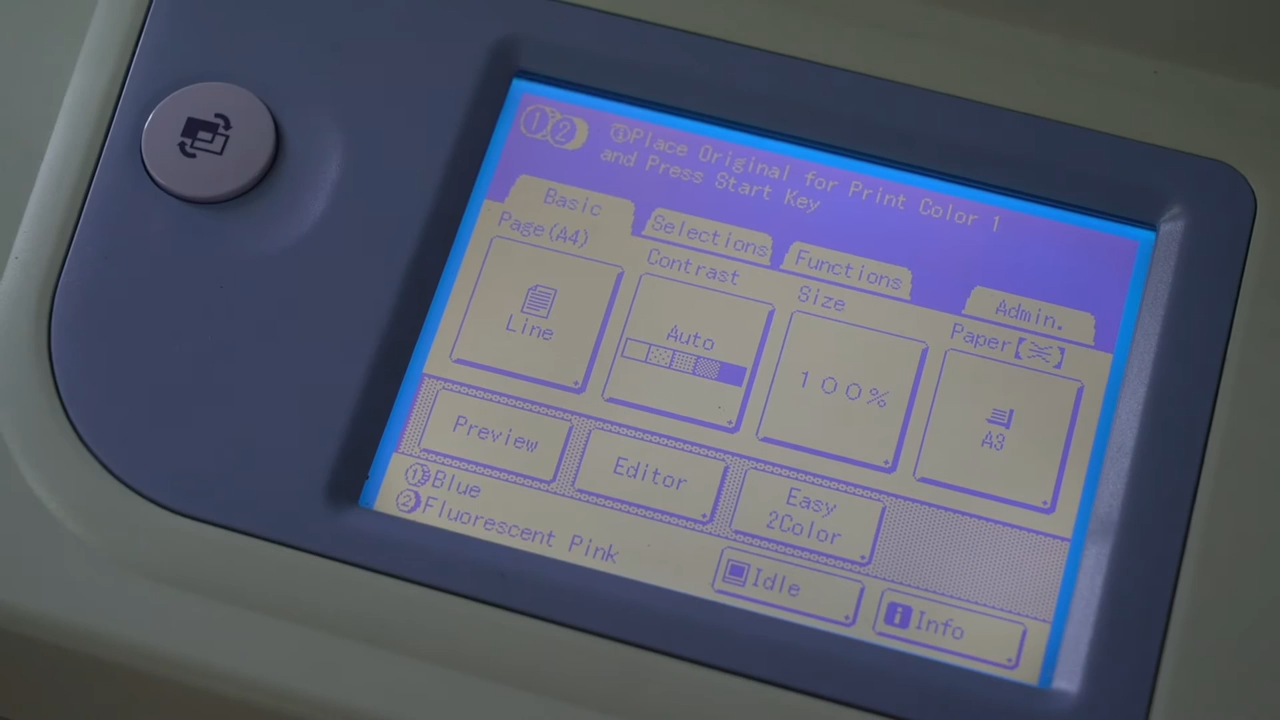 ①② ①Place Original for Print Color 1
and Press Start Key
Basic
Selections
Functions
Admin.
Page(A4)
Contrast
Size
Paper
Line
Auto
100%
A3
Preview
Editor
Easy
2Color
①Blue
②Fluorescent Pink
Idle
i Info